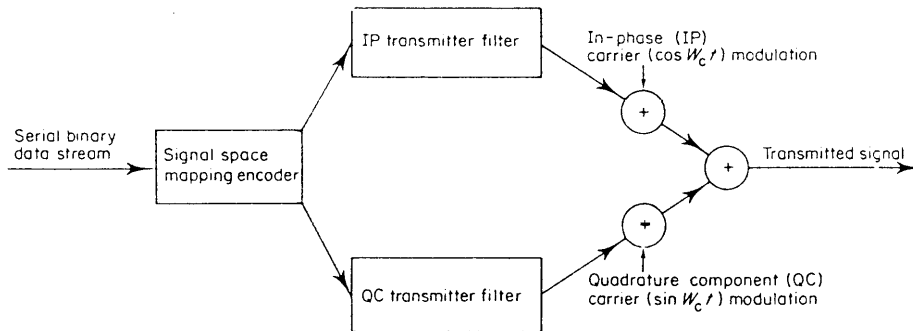 IP transmitter filter
In-phase (IP)
carrier (cos W_c t) modulation
+
Serial binary
data stream
Signal space
mapping encoder
+
Transmitted signal
+
QC transmitter filter
Quadrature component (QC)
carrier (sin W_c t) modulation